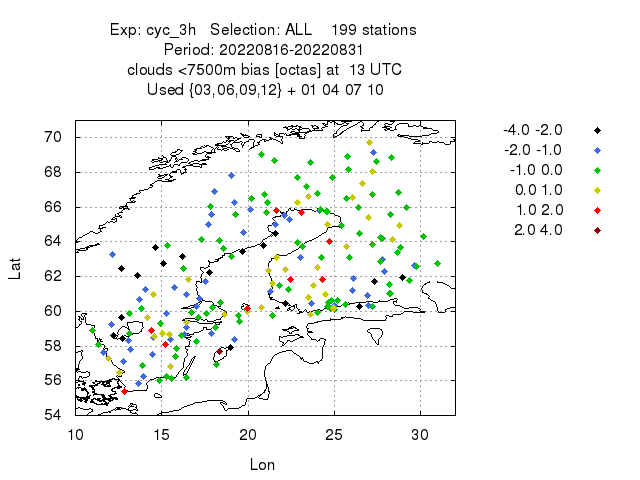 Exp: cyc_3h   Selection: ALL    199 stations
Period: 20220816-20220831
clouds <7500m bias [octas] at  13 UTC
Used {03,06,09,12} + 01 04 07 10
70
68
66
64
62
60
58
56
54
Lat
10 15 20 25 30
Lon
-4.0 -2.0
-2.0 -1.0
-1.0 0.0
0.0 1.0
1.0 2.0
2.0 4.0